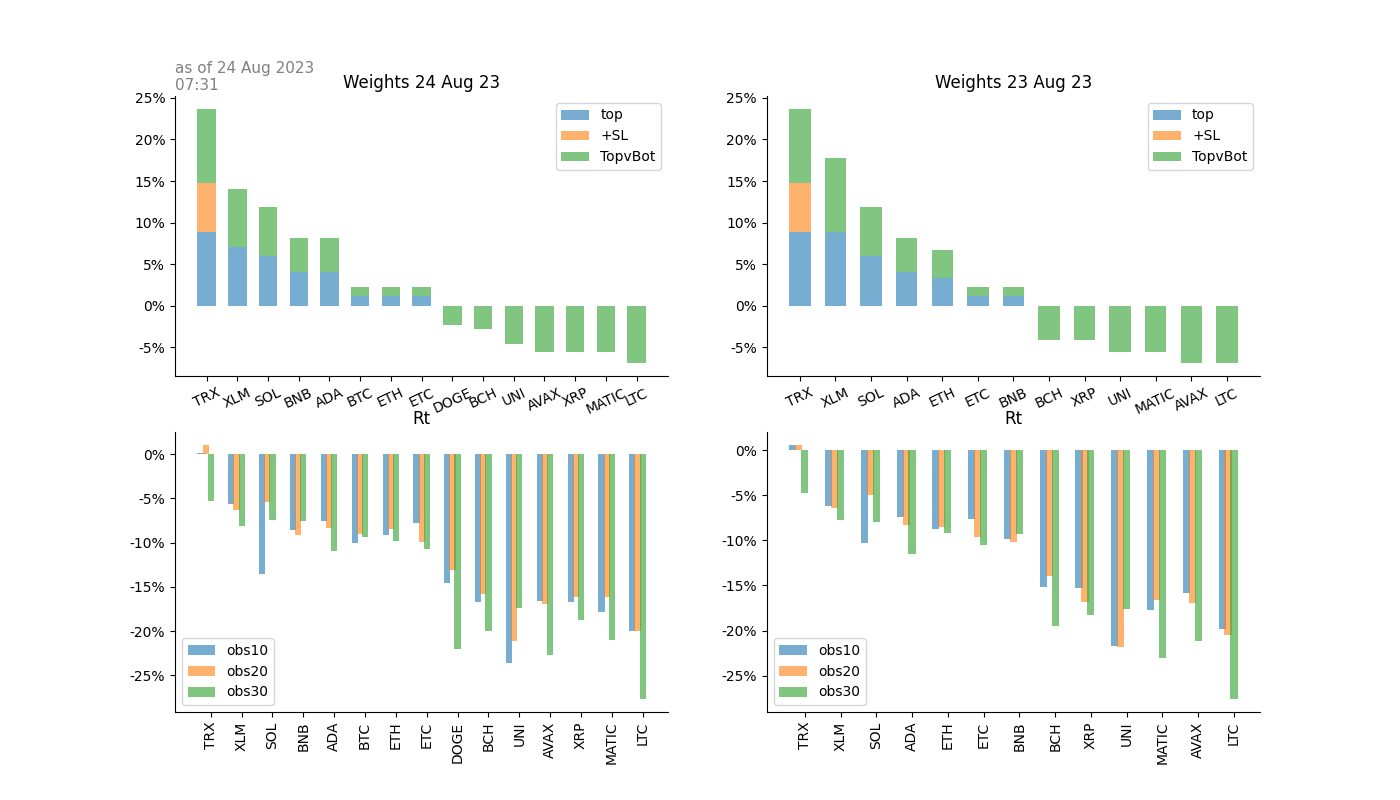 as of 24 Aug 2023
07:31
Weights 24 Aug 23
25%
20%
15%
10%
5%
0%
-5%
top
+SL
TopvBot
TRX XLM SOL BNB ADA BTC ETH ETC DOGE BCH UNI AVAX XRP MATIC LTC
Weights 23 Aug 23
25%
20%
15%
10%
5%
0%
-5%
top
+SL
TopvBot
TRX XLM SOL ADA ETH ETC BNB BCH XRP UNI MATIC AVAX LTC
Rt
0%
-5%
-10%
-15%
-20%
-25%
obs10
obs20
obs30
TRX XLM SOL BNB ADA BTC ETH ETC DOGE BCH UNI AVAX XRP MATIC LTC
Rt
0%
-5%
-10%
-15%
-20%
-25%
obs10
obs20
obs30
TRX XLM SOL ADA ETH ETC BNB BCH XRP UNI MATIC AVAX LTC